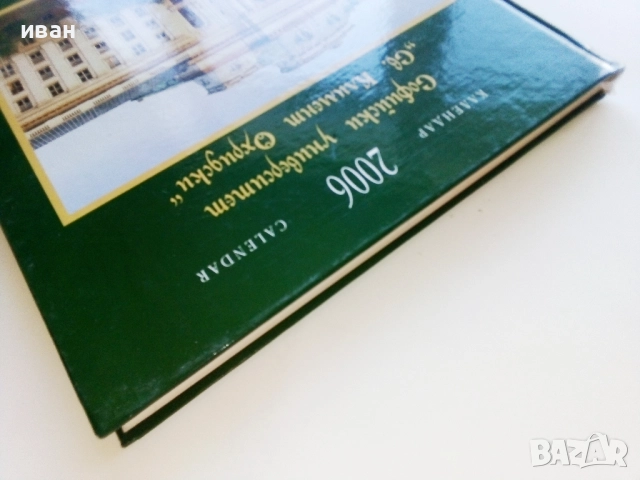 иван
Софийски Университет
„Св Климент Охридски“
КАЛЕНДАР 2006 CALENDAR
BAZAR